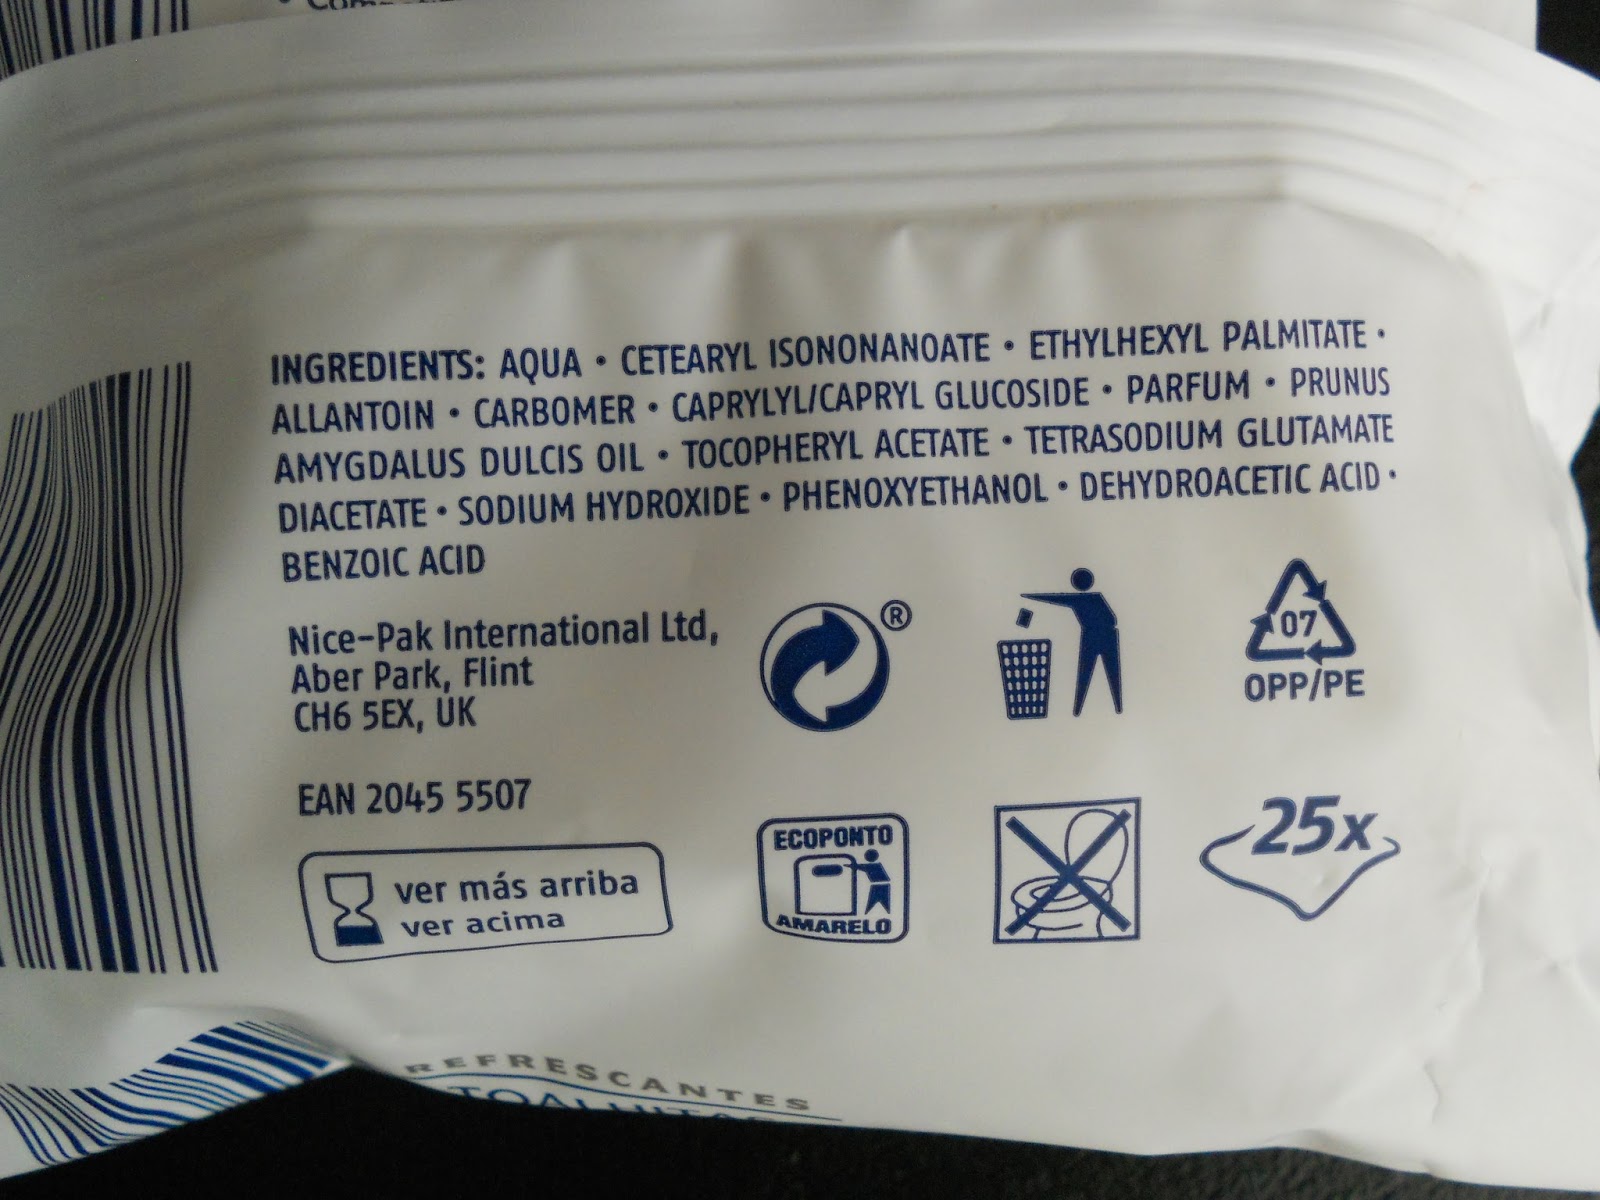 INGREDIENTS: AQUA • CETEARYL ISONONANOATE • ETHYLHEXYL PALMITATE •
ALLANTOIN • CARBOMER • CAPRYLYL/CAPRYL GLUCOSIDE • PARFUM • PRUNUS
AMYGDALUS DULCIS OIL • TOCOPHERYL ACETATE • TETRASODIUM GLUTAMATE
DIACETATE • SODIUM HYDROXIDE • PHENOXYETHANOL • DEHYDROACETIC ACID •
BENZOIC ACID
Nice-Pak International Ltd,
Aber Park, Flint
CH6 5EX, UK
®
07
OPP/PE
EAN 2045 5507
ver más arriba
ver acima
ECOPONTO
AMARELO
25x
REFRESCANTES